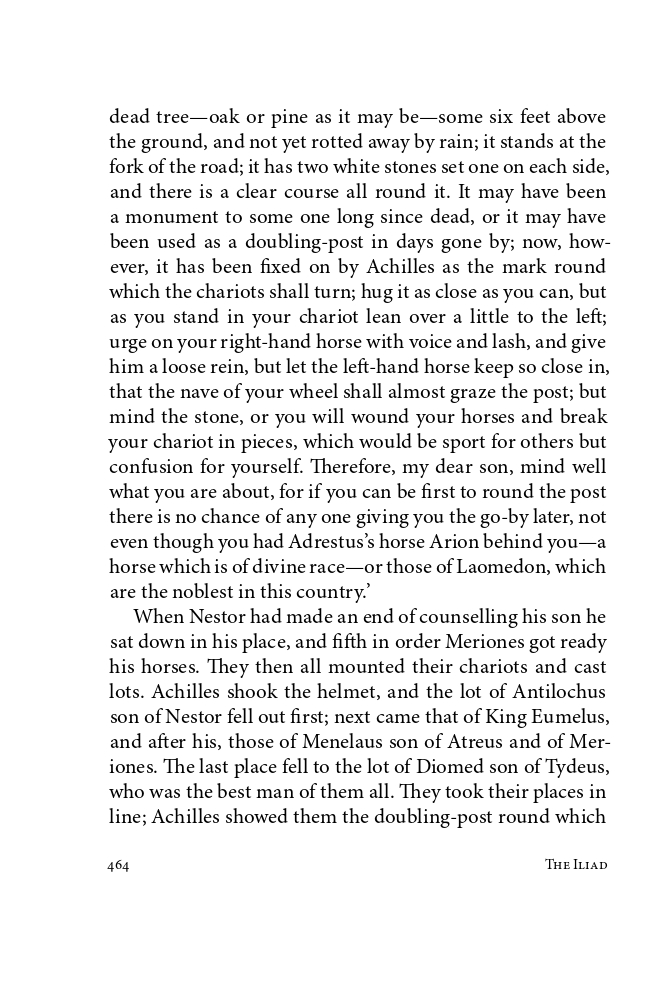 dead tree—oak or pine as it may be—some six feet above
the ground, and not yet rotted away by rain; it stands at the
fork of the road; it has two white stones set one on each side,
and there is a clear course all round it. It may have been
a monument to some one long since dead, or it may have
been used as a doubling-post in days gone by; now, how-
ever, it has been fixed on by Achilles as the mark round
which the chariots shall turn; hug it as close as you can, but
as you stand in your chariot lean over a little to the left;
urge on your right-hand horse with voice and lash, and give
him a loose rein, but let the left-hand horse keep so close in,
that the nave of your wheel shall almost graze the post; but
mind the stone, or you will wound your horses and break
your chariot in pieces, which would be sport for others but
confusion for yourself. Therefore, my dear son, mind well
what you are about, for if you can be first to round the post
there is no chance of any one giving you the go-by later, not
even though you had Adrestus’s horse Arion behind you—a
horse which is of divine race—or those of Laomedon, which
are the noblest in this country.’
When Nestor had made an end of counselling his son he
sat down in his place, and fifth in order Meriones got ready
his horses. They then all mounted their chariots and cast
lots. Achilles shook the helmet, and the lot of Antilochus
son of Nestor fell out first; next came that of King Eumelus,
and after his, those of Menelaus son of Atreus and of Mer-
iones. The last place fell to the lot of Diomed son of Tydeus,
who was the best man of them all. They took their places in
line; Achilles showed them the doubling-post round which
464 The Iliad